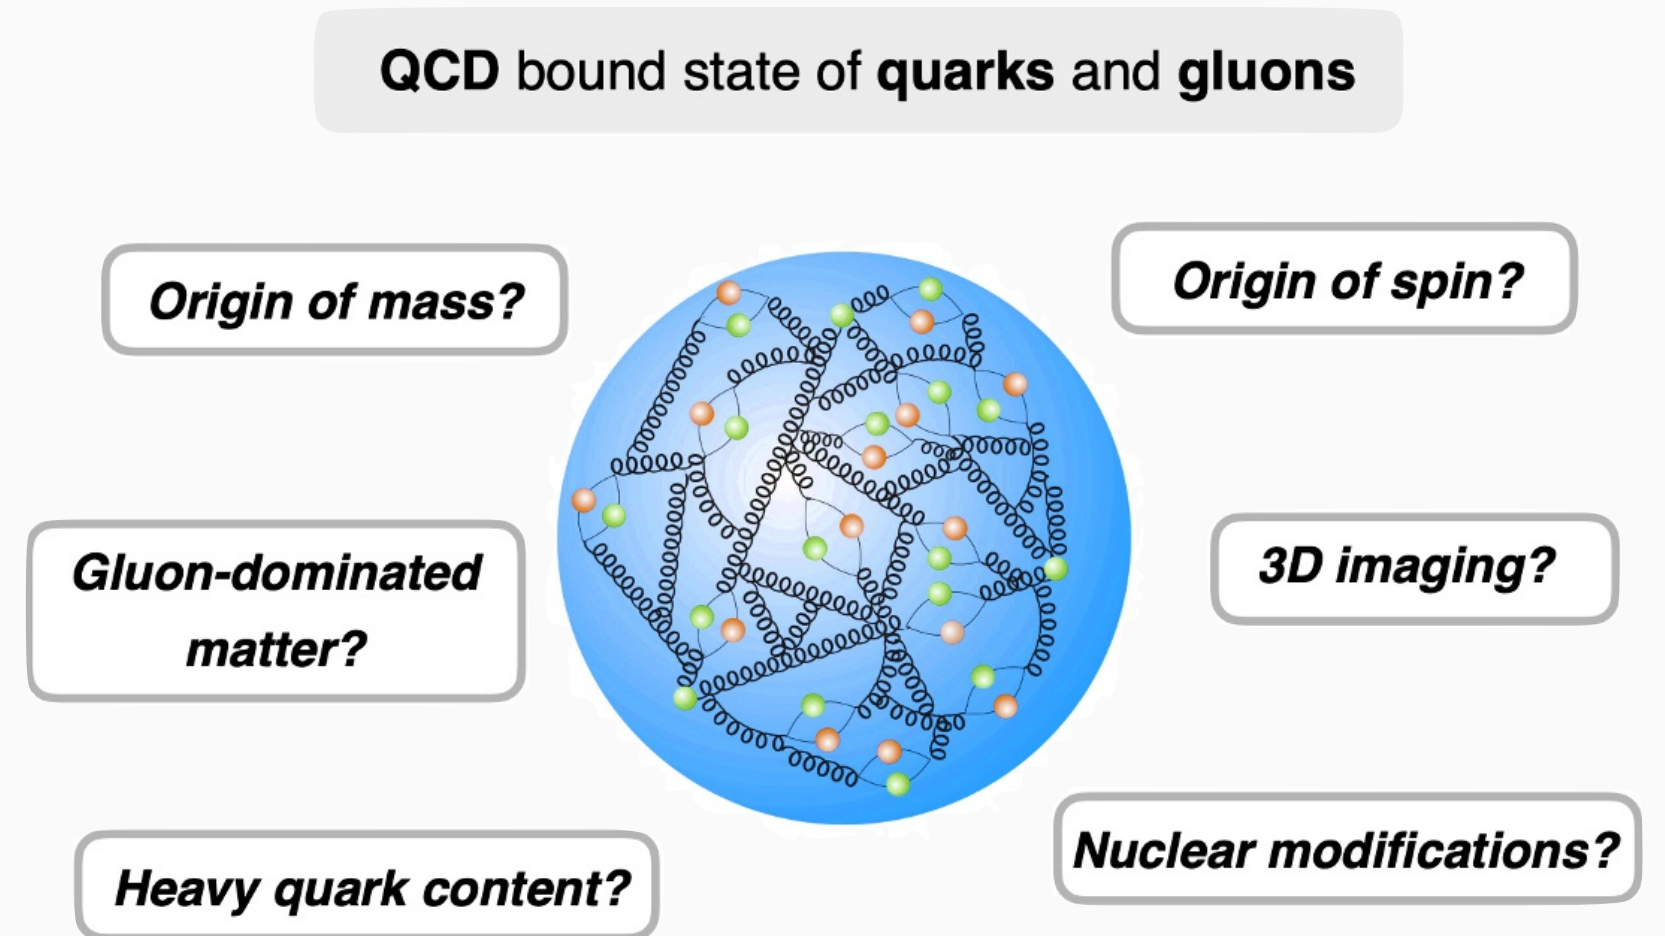 QCD bound state of quarks and gluons
Origin of mass?
Origin of spin?
Gluon-dominated
matter?
3D imaging?
Heavy quark content?
Nuclear modifications?